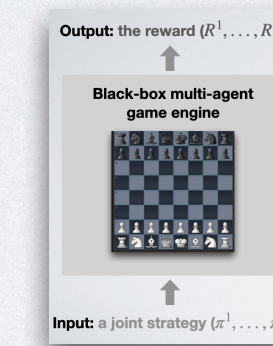 Output: the reward (R¹, . . . , R
Black-box multi-agent
game engine
Input: a joint strategy (π¹, . . . ,